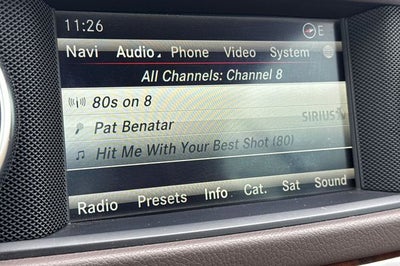 11:26 E
Navi Audio Phone Video System
All Channels: Channel 8
80s on 8
Pat Benatar
SIRIUS
Hit Me With Your Best Shot (80)
Radio Presets Info Cat. Sat Sound